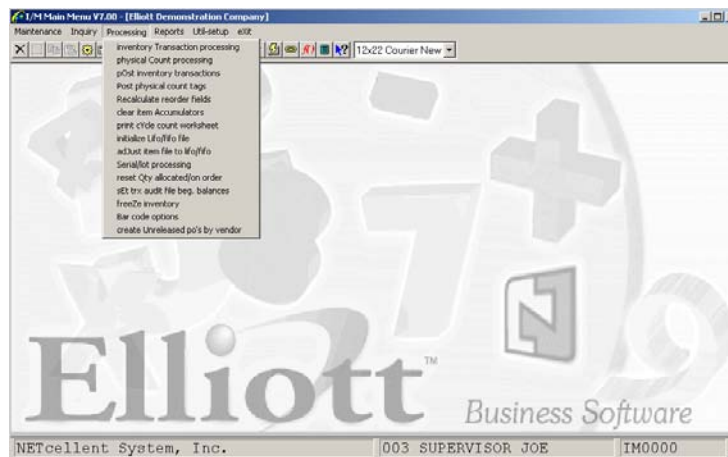 I/M Main Menu V7.00 - [Elliott Demonstration Company]
Maintenance Inquiry Processing Reports Util-setup eXit
12x22 Courier New
inventory Transaction processing
physical Count processing
pOst inventory transactions
Post physical count tags
Recalculate reorder fields
clear item Accumulators
print cYcle count worksheet
initialize Lifo/fifo file
adJust item file to lifo/fifo
Serial/lot processing
reset Qty allocated/on order
sEt trx audit file beg. balances
freeZe inventory
Bar code options
create Unreleased po's by vendor
Elliott™
Business Software
NETcellent System, Inc. 003 SUPERVISOR JOE IM0000